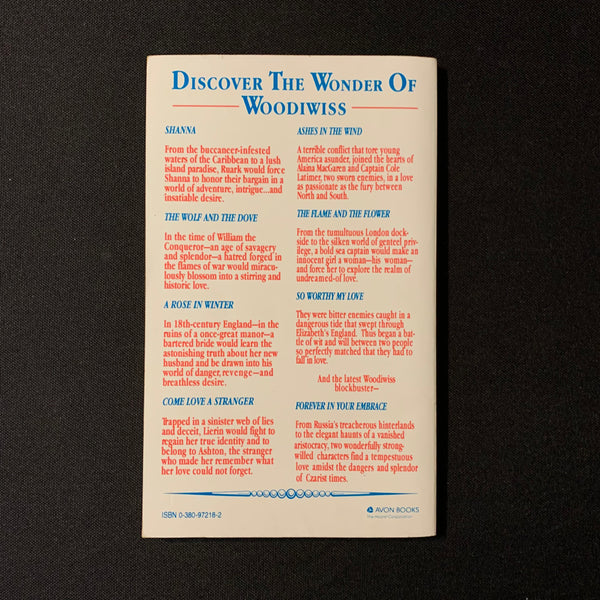 DISCOVER THE WONDER OF
WOODIWISS
SHANNA
From the buccaneer-infested
waters of the Caribbean to a lush
island paradise, Ruark would force
Shanna to honor their bargain in a
world of adventure, intrigue...and
insatiable desire.
THE WOLF AND THE DOVE
In the time of William the
Conqueror—an age of savagery
and splendor—a hatred forged in
the flames of war would miracu-
lously blossom into a stirring and
historic love.
A ROSE IN WINTER
In 18th-century England—in the
ruins of a once-great manor—a
bartered bride would learn the
astonishing truth about her new
husband and be drawn into his
world of danger, revenge—and
breathless desire.
COME LOVE A STRANGER
Trapped in a sinister web of lies
and deceit, Lierin would fight to
regain her true identity and to
belong to Ashton, the stranger
who made her remember what
her love could not forget.
ASHES IN THE WIND
A terrible conflict that tore young
America asunder, joined the hearts of
Alaina MacGaren and Captain Cole
Latimer, two sworn enemies, in a love
as passionate as the fury between
North and South.
THE FLAME AND THE FLOWER
From the tumultuous London dock-
side to the silken world of genteel priv-
ilege, a bold sea captain would make an
innocent girl a woman—his woman—
and force her to explore the realm of
undreamed-of love.
SO WORTHY MY LOVE
They were bitter enemies caught in a
dangerous tide that swept through
Elizabeth's England. Thus began a bat-
tle of wit and will between two people
so perfectly matched that they had to
fall in love.
And the latest Woodiwiss
blockbuster—
FOREVER IN YOUR EMBRACE
From Russia's treacherous hinterlands
to the elegant haunts of a vanished
aristocracy, two wonderfully strong-
willed characters find a tempestuous
love amidst the dangers and splendor
of Czarist times.
ISBN 0-380-97218-2
AVON BOOKS
The Hearst Corporation